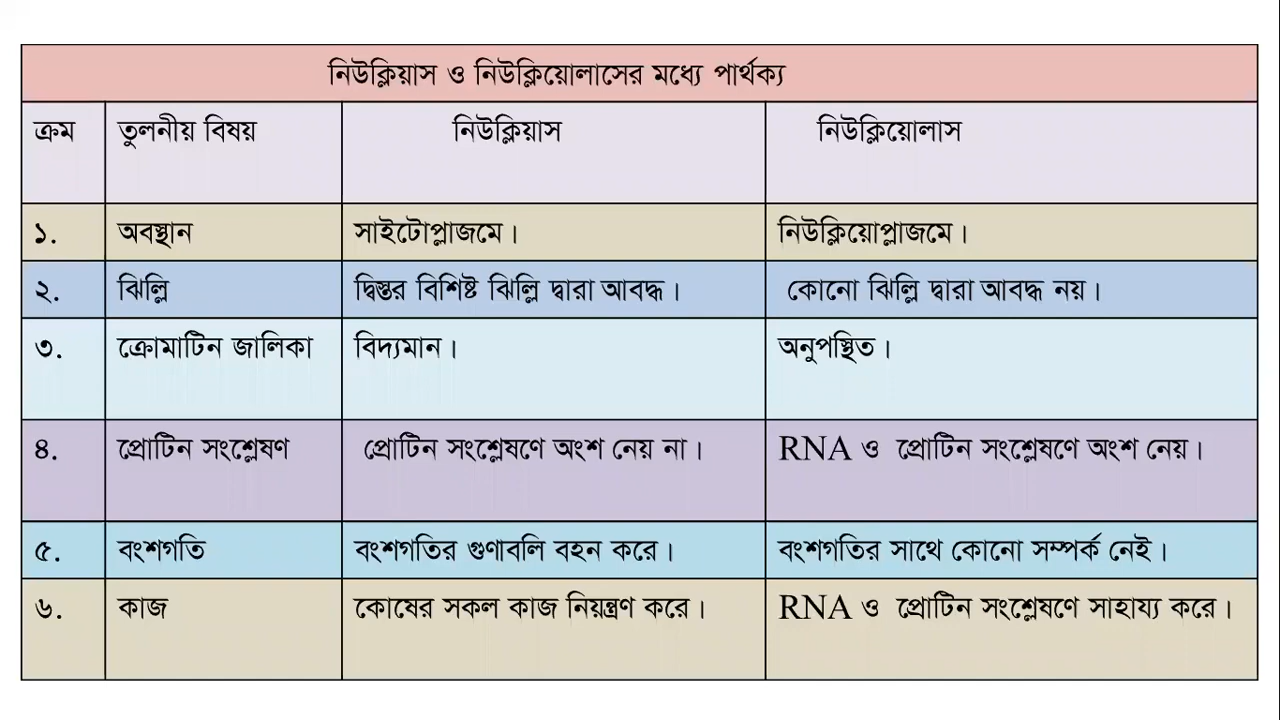 নিউক্লিয়াস ও নিউক্লিয়োলাসের মধ্যে পার্থক্য
ক্রম তুলনীয় বিষয় নিউক্লিয়াস নিউক্লিয়োলাস
১. অবস্থান সাইটোপ্লাজমে। নিউক্লিয়োপ্লাজমে।
২. ঝিল্লি দ্বিস্তর বিশিষ্ট ঝিল্লি দ্বারা আবদ্ধ। কোনো ঝিল্লি দ্বারা আবদ্ধ নয়।
৩. ক্রোমাটিন জালিকা বিদ্যমান। অনুপস্থিত।
৪. প্রোটিন সংশ্লেষণ প্রোটিন সংশ্লেষণে অংশ নেয় না। RNA ও প্রোটিন সংশ্লেষণে অংশ নেয়।
৫. বংশগতি বংশগতির গুণাবলি বহন করে। বংশগতির সাথে কোনো সম্পর্ক নেই।
৬. কাজ কোষের সকল কাজ নিয়ন্ত্রণ করে। RNA ও প্রোটিন সংশ্লেষণে সাহায্য করে।